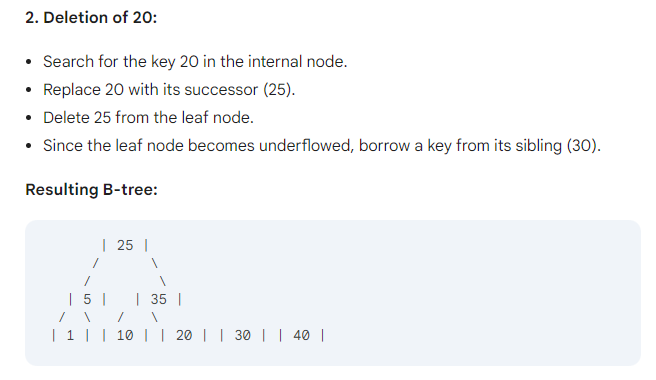 2. Deletion of 20:
• Search for the key 20 in the internal node.
• Replace 20 with its successor (25).
• Delete 25 from the leaf node.
• Since the leaf node becomes underflowed, borrow a key from its sibling (30).
Resulting B-tree:
| 25 |
/ \
/ \
| 5 | | 35 |
/ \ / \
| 1 | | 10 | | 20 | | 30 | | 40 |